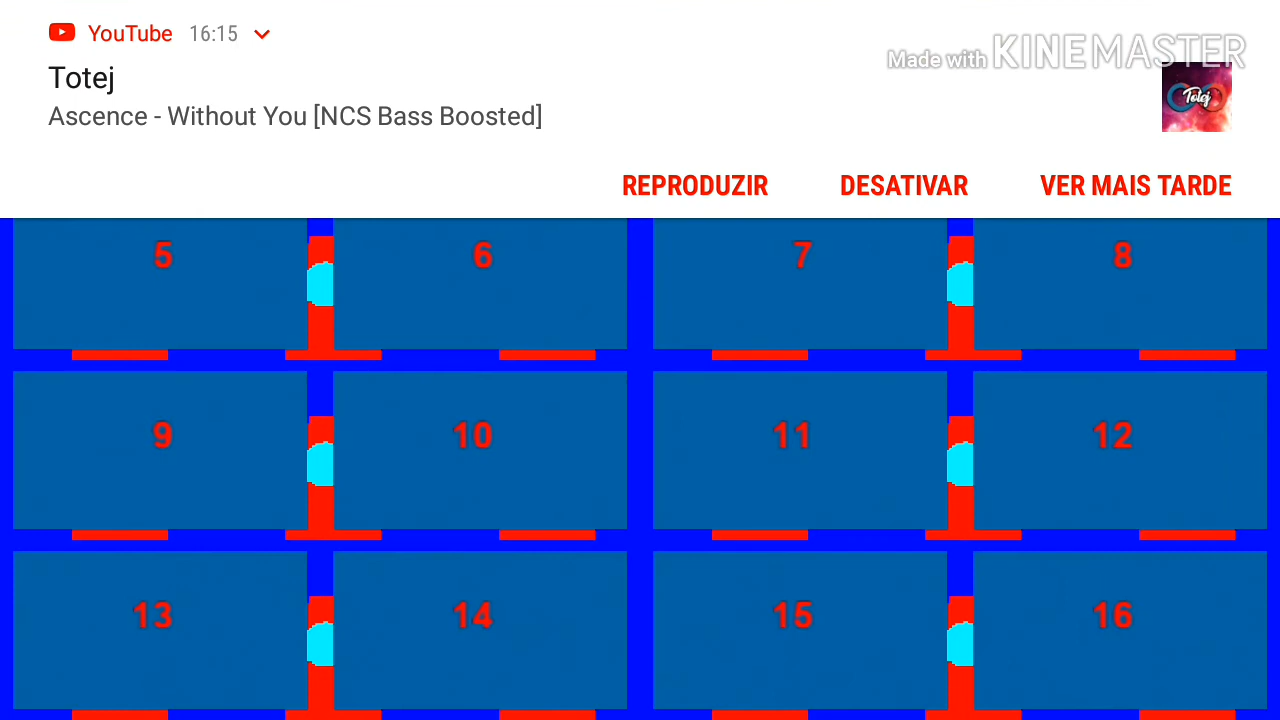 YouTube 16:15
Made with KINEMASTER
Totej
Totej
Ascence - Without You [NCS Bass Boosted]
REPRODUZIR DESATIVAR VER MAIS TARDE
5 6 7 8
9 10 11 12
13 14 15 16